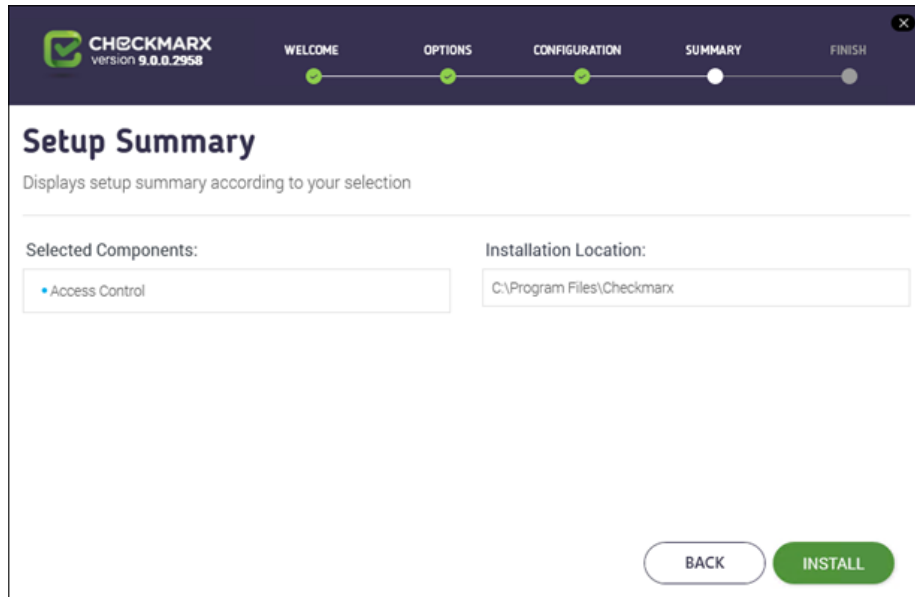 CHECKMARX
version 9.0.0.2958
WELCOME
OPTIONS
CONFIGURATION
SUMMARY
FINISH
Setup Summary
Displays setup summary according to your selection
Selected Components:
Installation Location:
• Access Control
C:\Program Files\Checkmarx
BACK
INSTALL